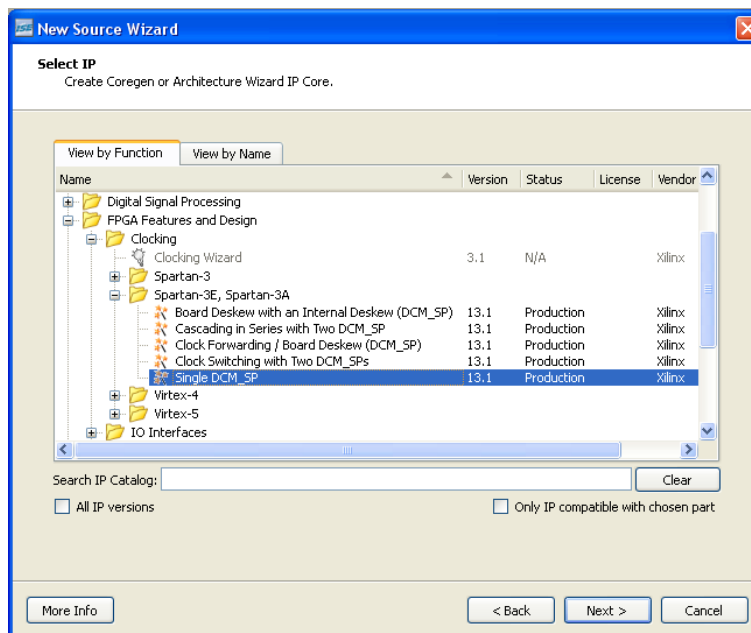 ISE New Source Wizard
Select IP
Create Coregen or Architecture Wizard IP Core.
View by Function View by Name
Name Version Status License Vendor
Digital Signal Processing
FPGA Features and Design
Clocking
Clocking Wizard 3.1 N/A Xilinx
Spartan-3
Spartan-3E, Spartan-3A
Board Deskew with an Internal Deskew (DCM_SP) 13.1 Production Xilinx
Cascading in Series with Two DCM_SP 13.1 Production Xilinx
Clock Forwarding / Board Deskew (DCM_SP) 13.1 Production Xilinx
Clock Switching with Two DCM_SPs 13.1 Production Xilinx
Single DCM_SP 13.1 Production Xilinx
Virtex-4
Virtex-5
IO Interfaces
Search IP Catalog: Clear
All IP versions Only IP compatible with chosen part
More Info < Back Next > Cancel